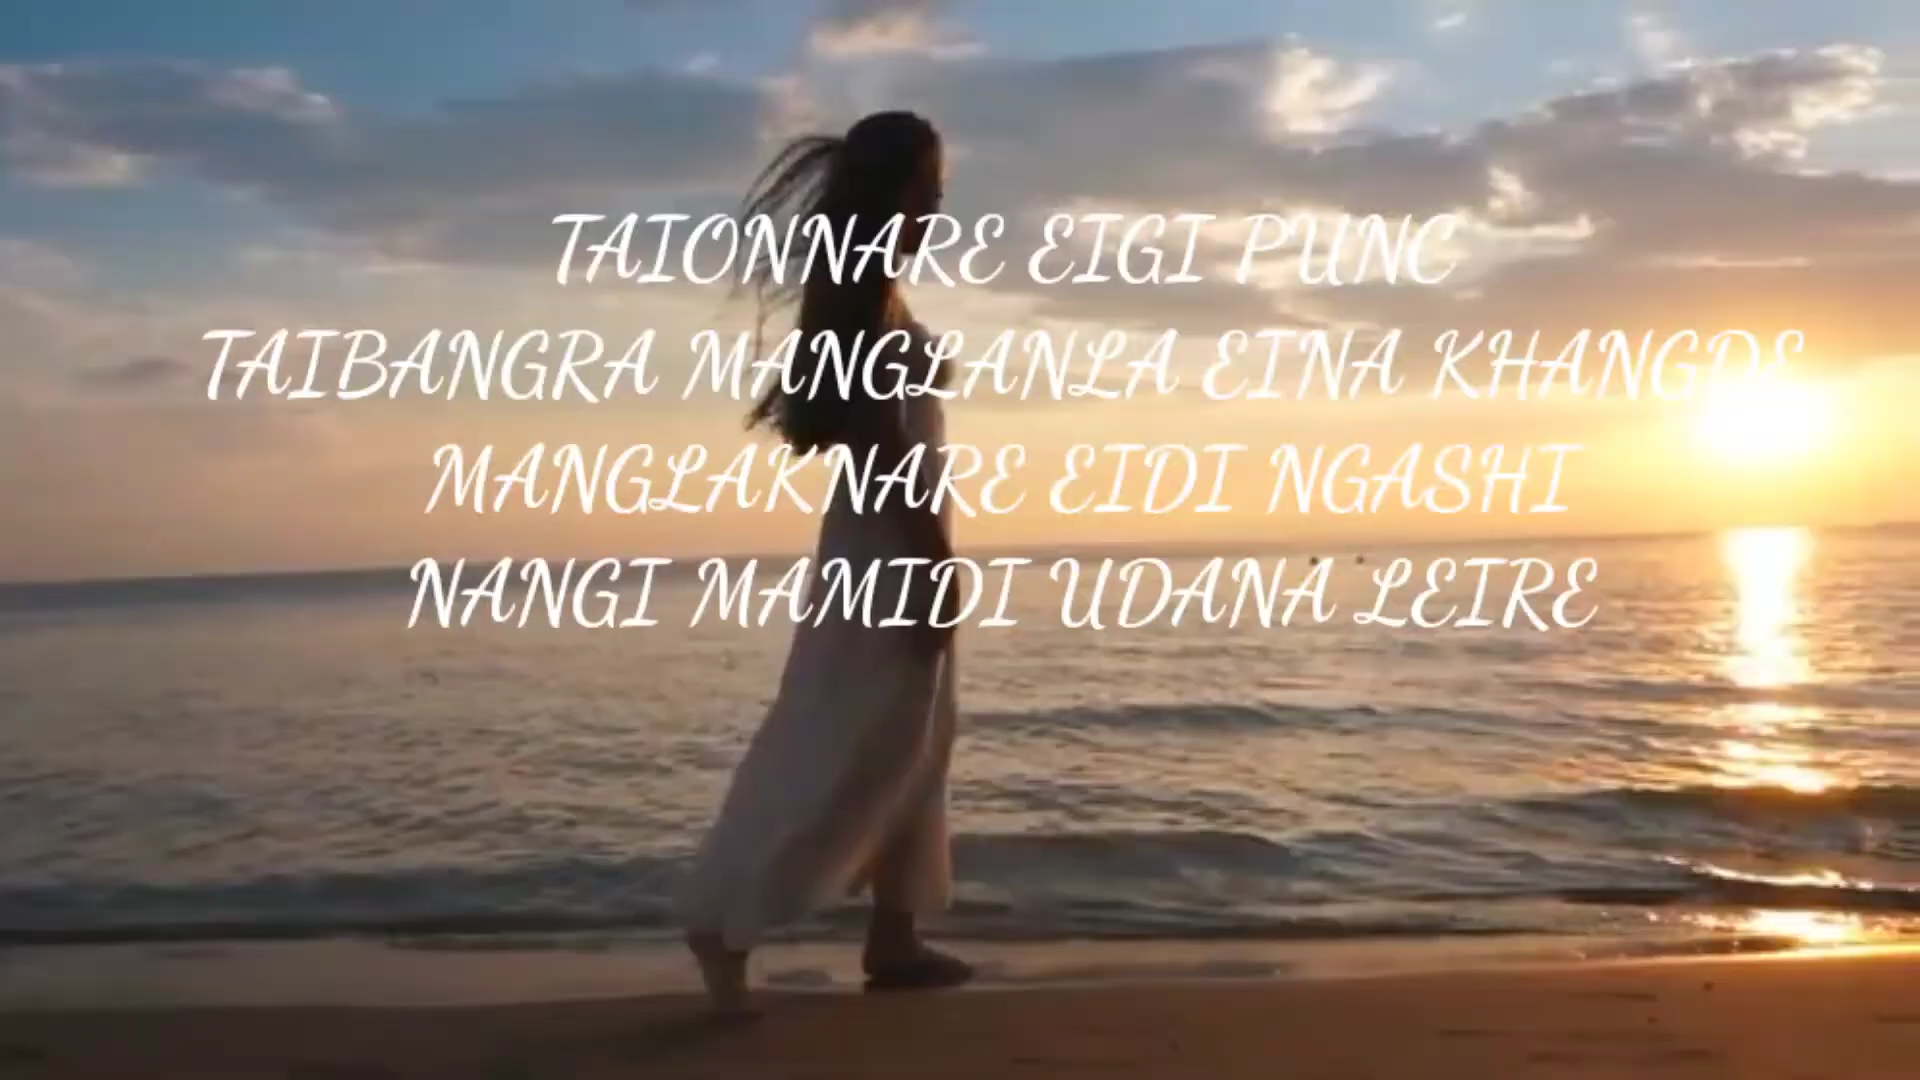 TAIONNARE EIGI PUNC
TAIBANGRA MANGLANLA EINA KHANGDE
MANGLAKNARE EIDI NGASHI
NANGI MAMIDI UDANA LEIRE